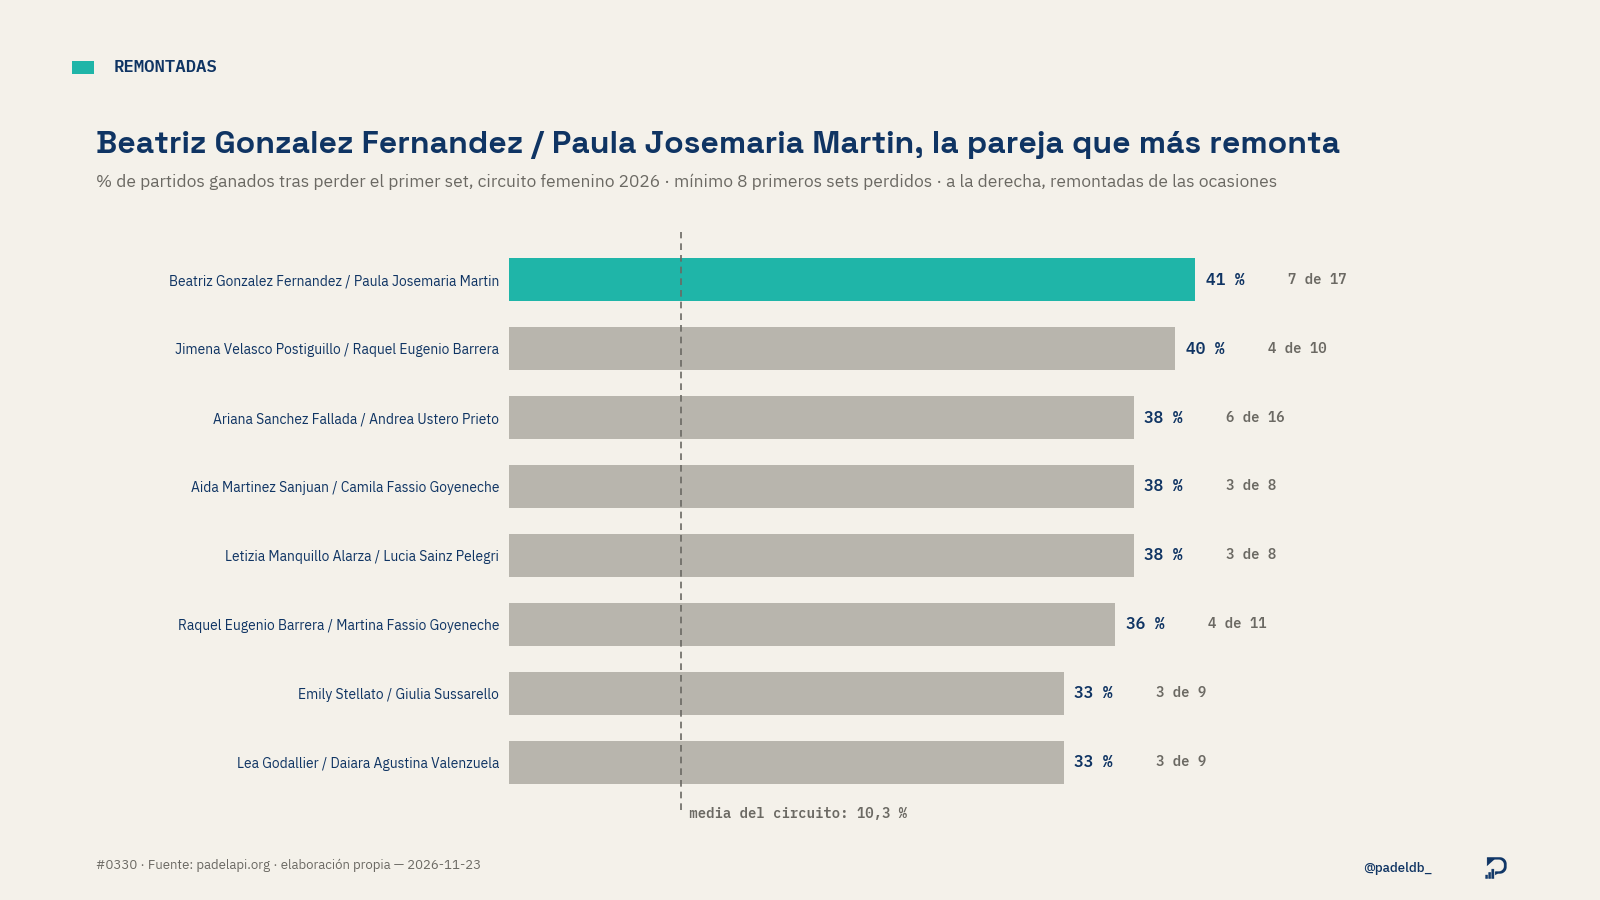 REMONTADAS
Beatriz Gonzalez Fernandez / Paula Josemaria Martin, la pareja que más remonta
% de partidos ganados tras perder el primer set, circuito femenino 2026 · mínimo 8 primeros sets perdidos · a la derecha, remontadas de las ocasiones
Beatriz Gonzalez Fernandez / Paula Josemaria Martin 41 % 7 de 17
Jimena Velasco Postiguillo / Raquel Eugenio Barrera 40 % 4 de 10
Ariana Sanchez Fallada / Andrea Ustero Prieto 38 % 6 de 16
Aida Martinez Sanjuan / Camila Fassio Goyeneche 38 % 3 de 8
Letizia Manquillo Alarza / Lucia Sainz Pelegri 38 % 3 de 8
Raquel Eugenio Barrera / Martina Fassio Goyeneche 36 % 4 de 11
Emily Stellato / Giulia Sussarello 33 % 3 de 9
Lea Godallier / Daiara Agustina Valenzuela 33 % 3 de 9
media del circuito: 10,3 %
#0330 · Fuente: padelapi.org · elaboración propia — 2026-11-23
@padeldb_